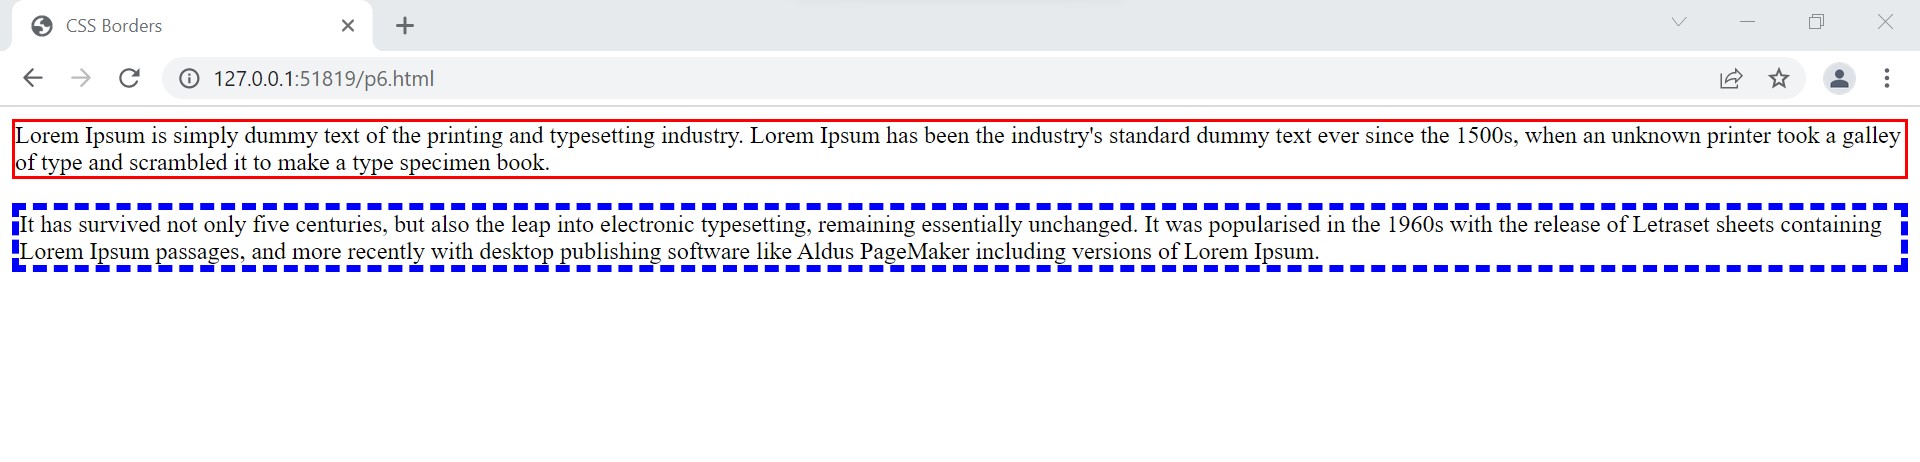 CSS Borders
127.0.0.1:51819/p6.html
Lorem Ipsum is simply dummy text of the printing and typesetting industry. Lorem Ipsum has been the industry's standard dummy text ever since the 1500s, when an unknown printer took a galley
of type and scrambled it to make a type specimen book.
It has survived not only five centuries, but also the leap into electronic typesetting, remaining essentially unchanged. It was popularised in the 1960s with the release of Letraset sheets containing
Lorem Ipsum passages, and more recently with desktop publishing software like Aldus PageMaker including versions of Lorem Ipsum.